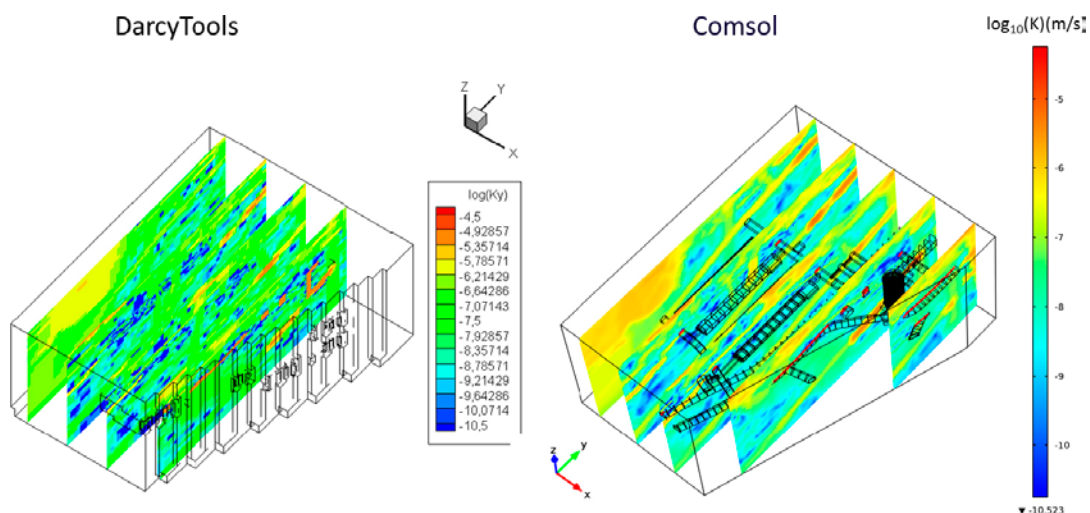 DarcyTools
Comsol
log₁₀(K)(m/s)
Z
Y
X
log(Ky)
-4,5
-4,92857
-5,35714
-5,78571
-6,21429
-6,64286
-7,07143
-7,5
-7,92857
-8,35714
-8,78571
-9,21429
-9,64286
-10,0714
-10,5
z
y
x
-5
-6
-7
-8
-9
-10
▼ -10.523